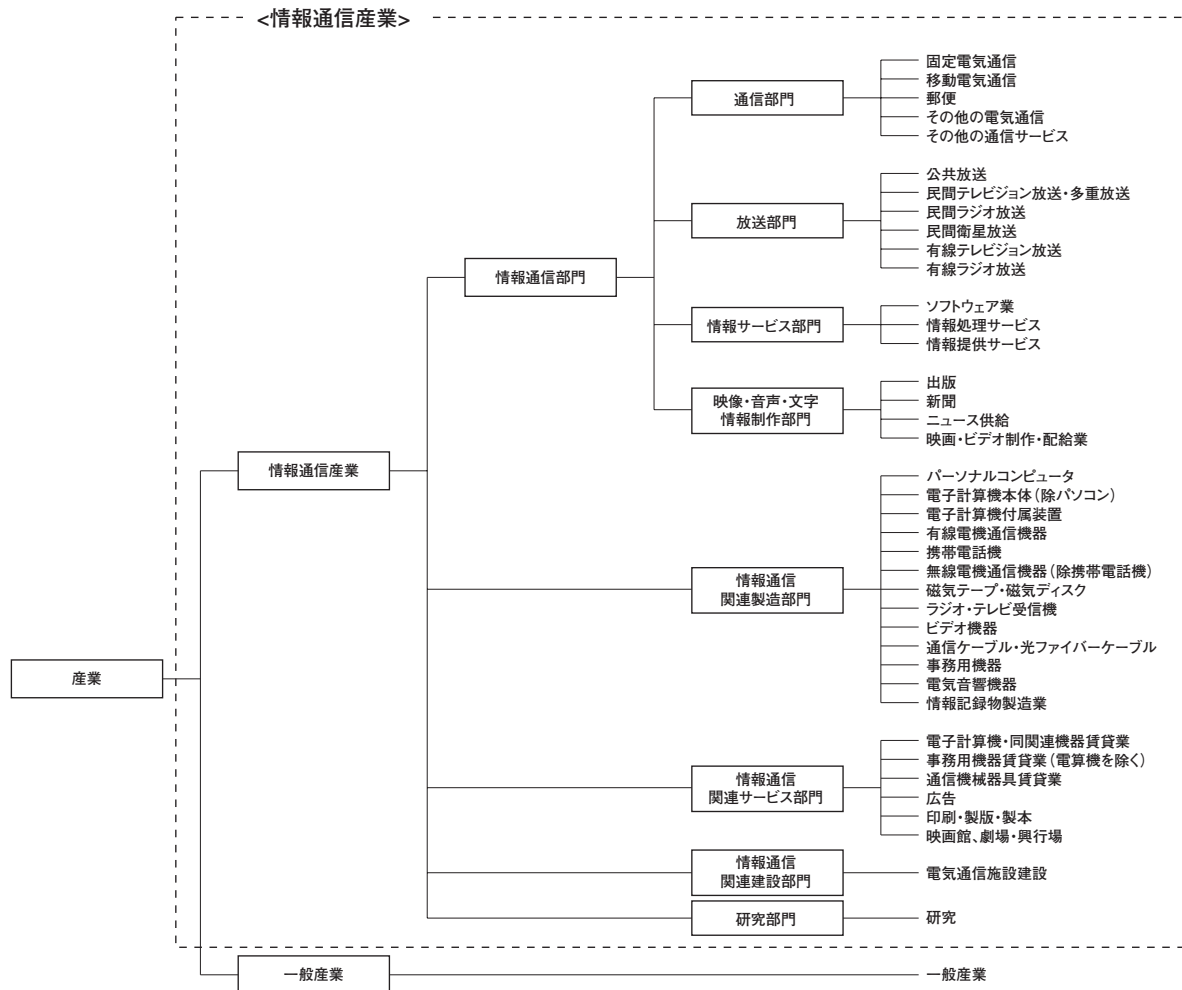 <情報通信産業>
産業
情報通信産業
情報通信部門
通信部門
固定電気通信
移動電気通信
郵便
その他の電気通信
その他の通信サービス
放送部門
公共放送
民間テレビジョン放送・多重放送
民間ラジオ放送
民間衛星放送
有線テレビジョン放送
有線ラジオ放送
情報サービス部門
ソフトウェア業
情報処理サービス
情報提供サービス
映像・音声・文字
情報制作部門
出版
新聞
ニュース供給
映画・ビデオ制作・配給業
情報通信
関連製造部門
パーソナルコンピュータ
電子計算機本体(除パソコン)
電子計算機付属装置
有線電機通信機器
携帯電話機
無線電機通信機器(除携帯電話機)
磁気テープ・磁気ディスク
ラジオ・テレビ受信機
ビデオ機器
通信ケーブル・光ファイバーケーブル
事務用機器
電気音響機器
情報記録物製造業
情報通信
関連サービス部門
電子計算機・同関連機器賃貸業
事務用機器賃貸業(電算機を除く)
通信機械器具賃貸業
広告
印刷・製版・製本
映画館、劇場・興行場
情報通信
関連建設部門
電気通信施設建設
研究部門
研究
一般産業
一般産業